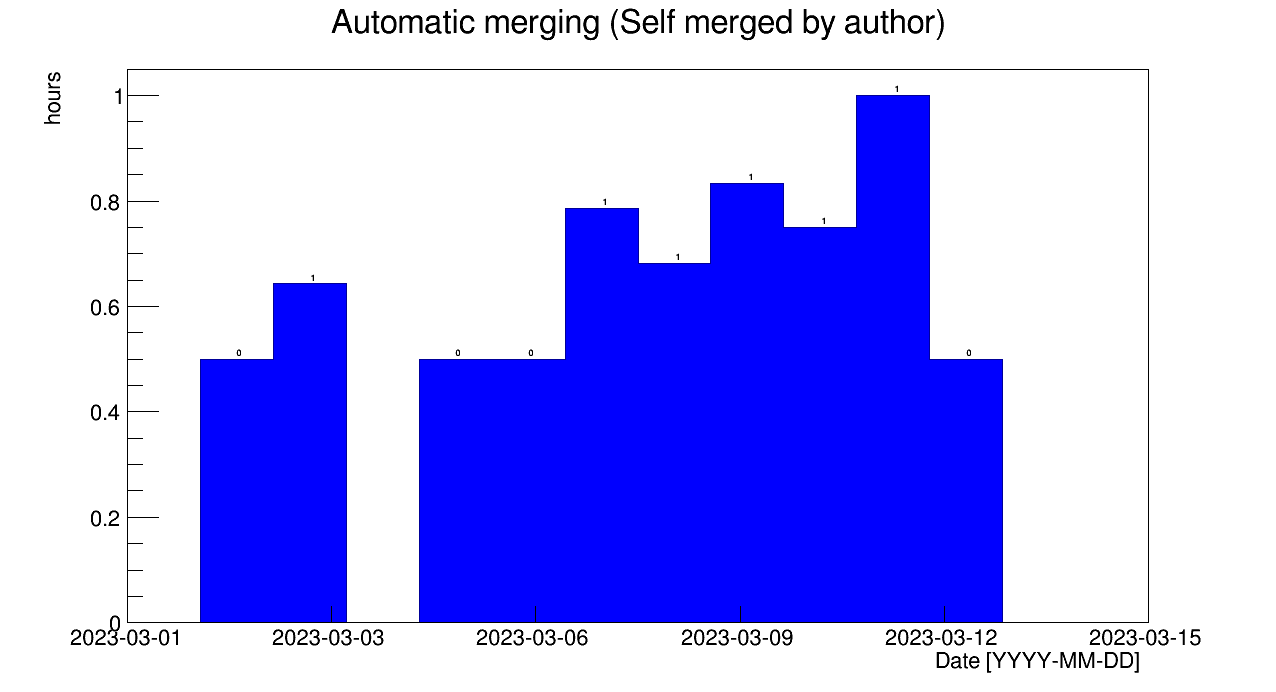 Automatic merging (Self merged by author)
hours
1
0.8
0.6
0.4
0.2
0
0 1 0 0 1 1 1 1 1 0
2023-03-01 2023-03-03 2023-03-06 2023-03-09 2023-03-12 2023-03-15
Date [YYYY-MM-DD]